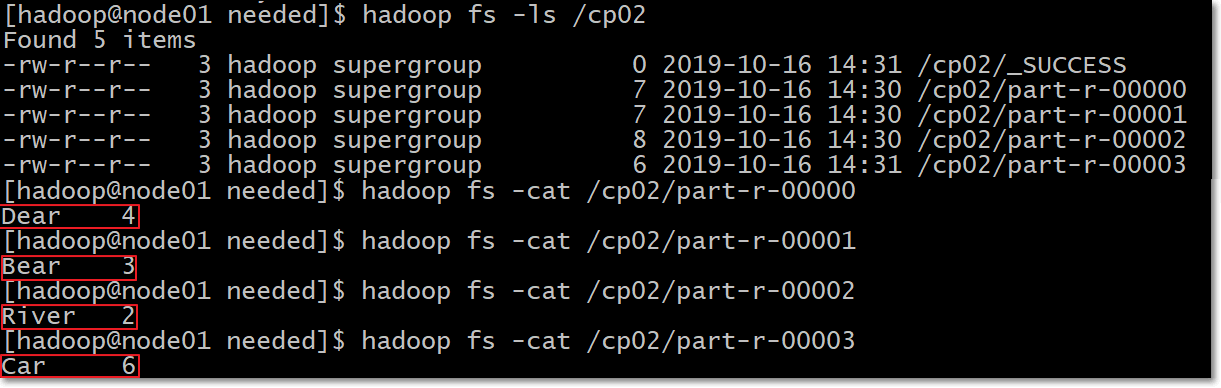 [hadoop@node01 needed]$ hadoop fs -ls /cp02
Found 5 items
-rw-r--r--   3 hadoop supergroup          0 2019-10-16 14:31 /cp02/_SUCCESS
-rw-r--r--   3 hadoop supergroup          7 2019-10-16 14:30 /cp02/part-r-00000
-rw-r--r--   3 hadoop supergroup          7 2019-10-16 14:30 /cp02/part-r-00001
-rw-r--r--   3 hadoop supergroup          8 2019-10-16 14:30 /cp02/part-r-00002
-rw-r--r--   3 hadoop supergroup          6 2019-10-16 14:31 /cp02/part-r-00003
[hadoop@node01 needed]$ hadoop fs -cat /cp02/part-r-00000
Dear    4
[hadoop@node01 needed]$ hadoop fs -cat /cp02/part-r-00001
Bear    3
[hadoop@node01 needed]$ hadoop fs -cat /cp02/part-r-00002
River   2
[hadoop@node01 needed]$ hadoop fs -cat /cp02/part-r-00003
Car     6